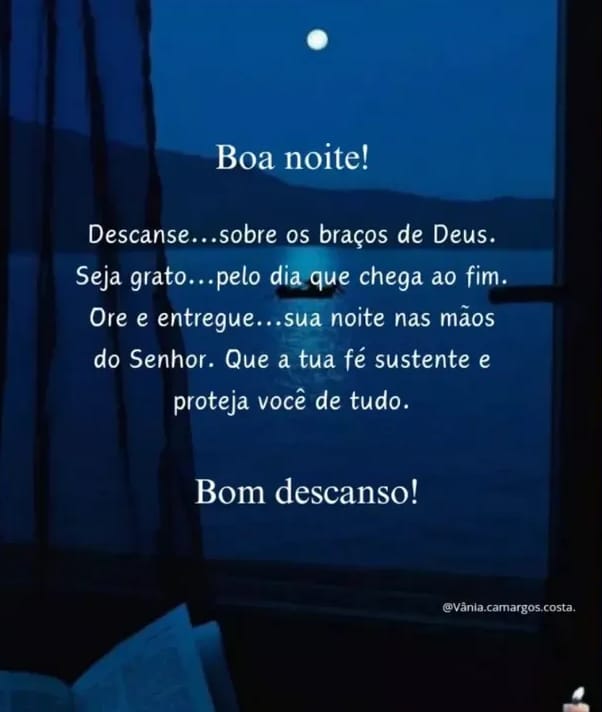 Boa noite!
Descanse...sobre os braços de Deus.
Seja grato...pelo dia que chega ao fim.
Ore e entregue...sua noite nas mãos
do Senhor. Que a tua fé sustente e
proteja você de tudo.
Bom descanso!
@Vânia.camargos.costa.